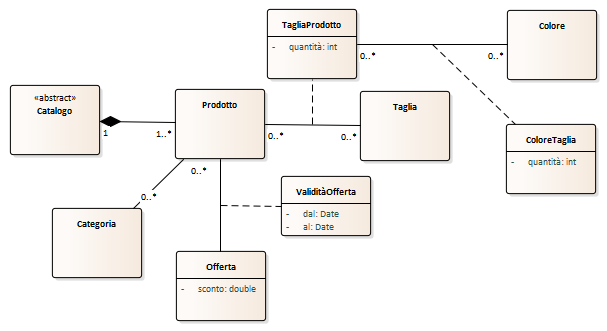 TagliaProdotto
- quantità: int
Colore
0..*
0..*
«abstract»
Catalogo
Prodotto
Taglia
1
1..*
0..*
0..*
ColoreTaglia
- quantità: int
0..*
0..*
ValiditàOfferta
- dal: Date
- al: Date
Categoria
Offerta
- sconto: double